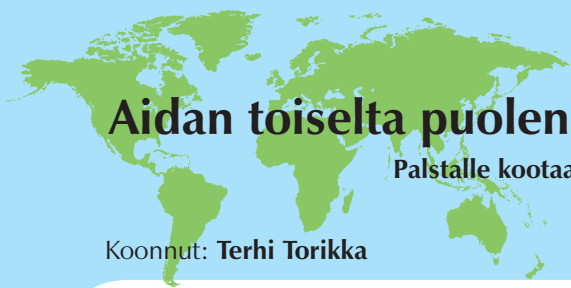 Aidan toiselta puolen
Palstalle kootaa
Koonnut: Terhi Torikka